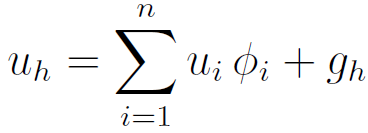 u_h = \sum_{i=1}^{n} u_i \phi_i + g_h